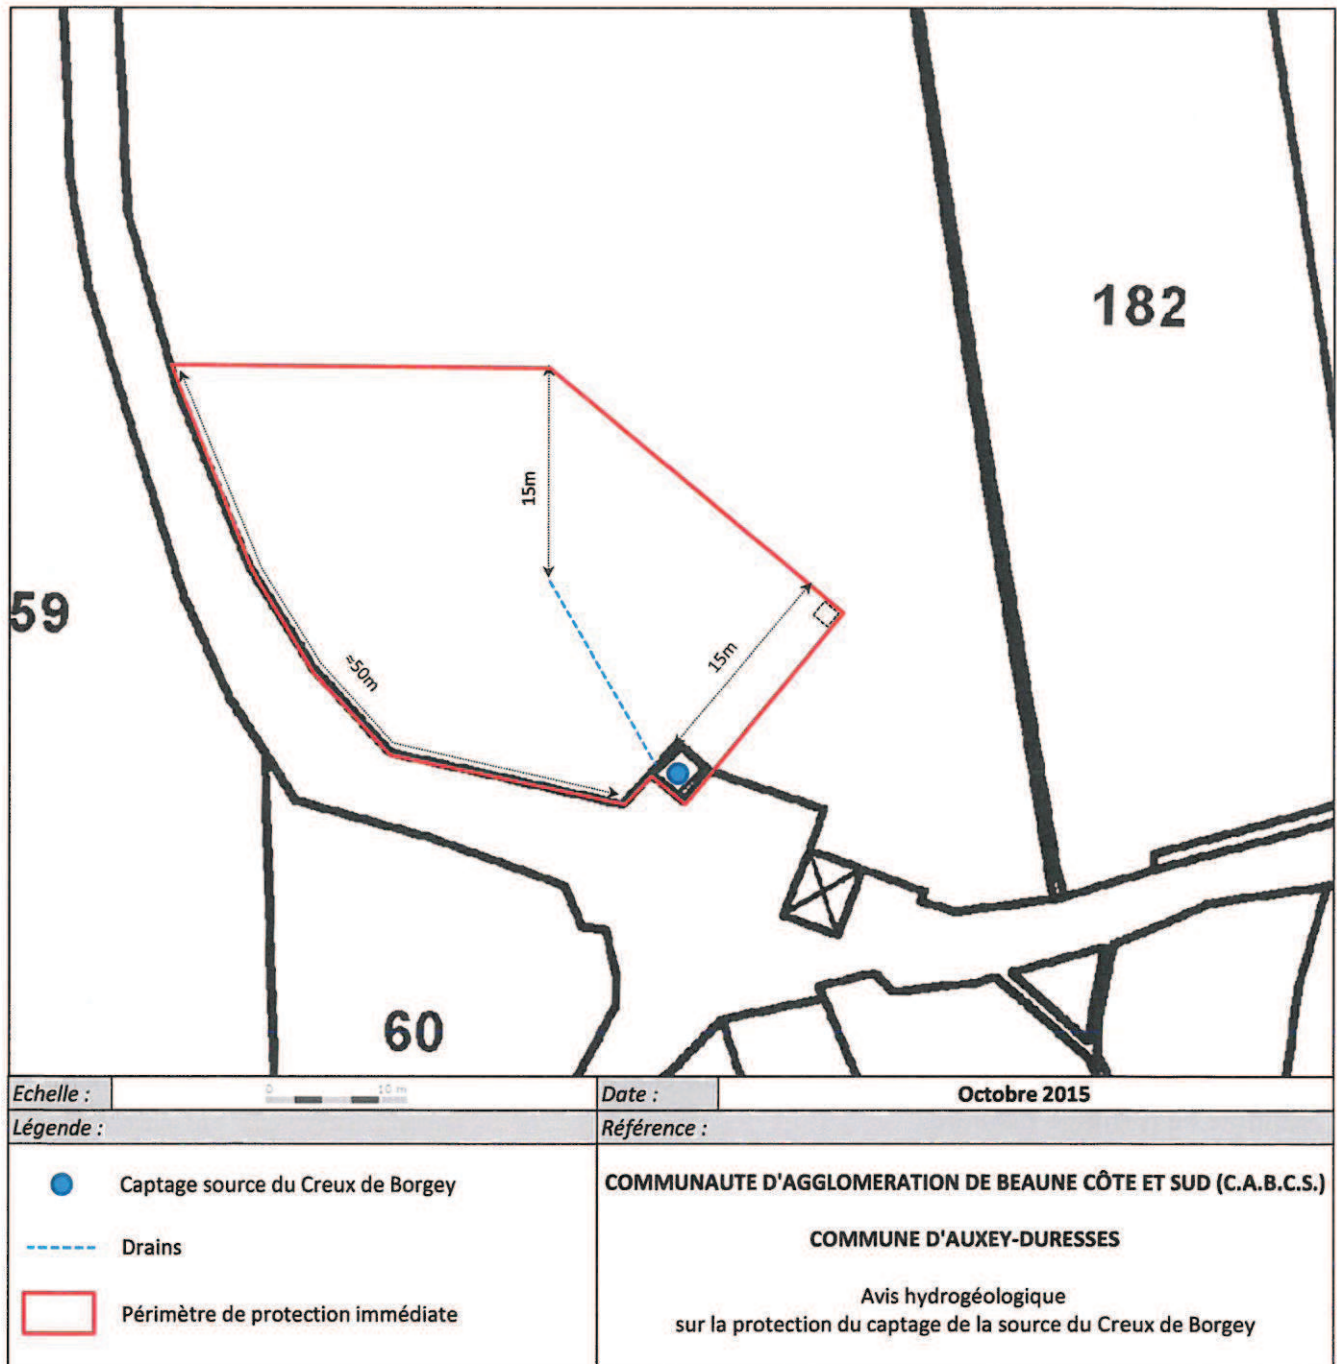 182
15m
59
15m
≈50m
60
Echelle :
0 10 m
Date :
Octobre 2015
Légende :
Référence :
Captage source du Creux de Borgey
Drains
Périmètre de protection immédiate
COMMUNAUTE D'AGGLOMERATION DE BEAUNE CÔTE ET SUD (C.A.B.C.S.)
COMMUNE D'AUXEY-DURESSES
Avis hydrogéologique
sur la protection du captage de la source du Creux de Borgey